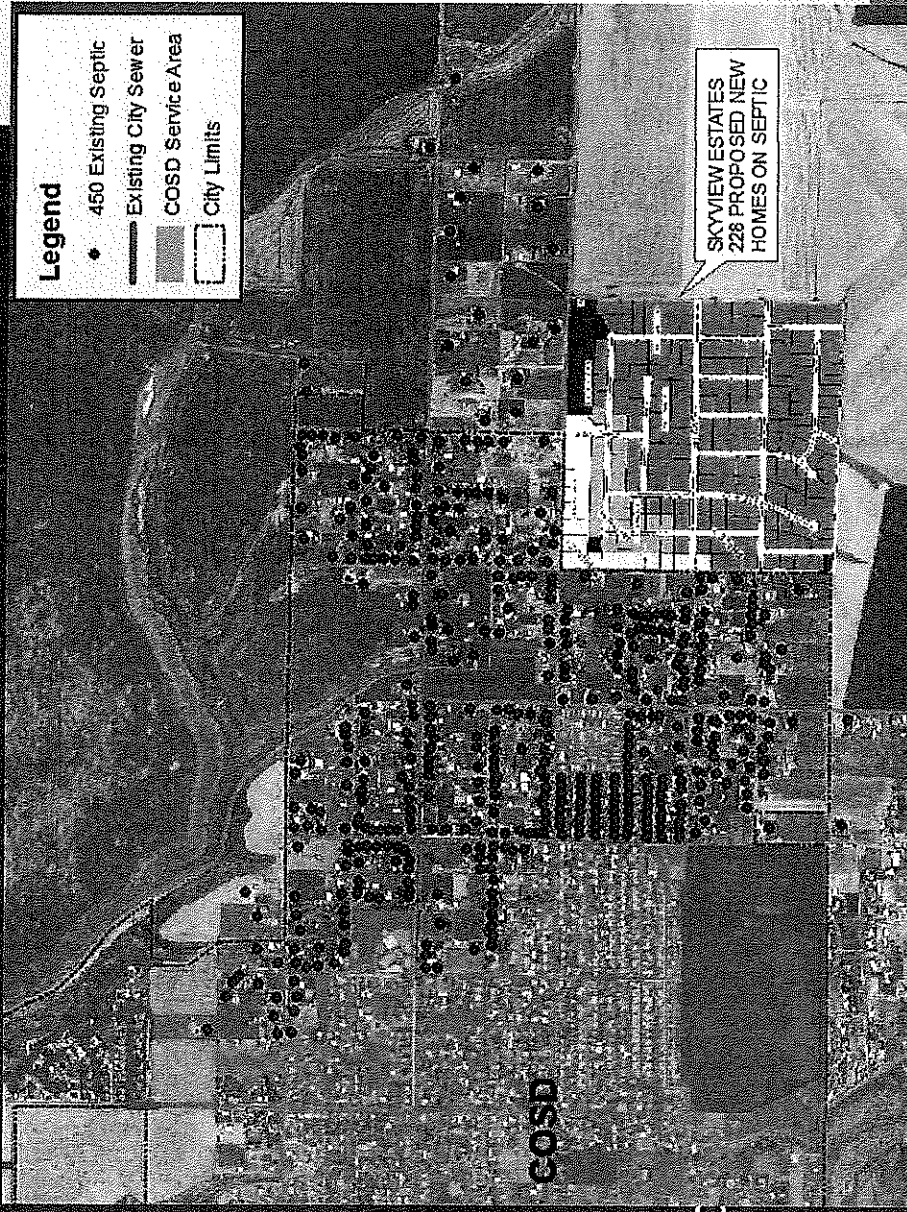 Legend
450 Existing Septic
Existing City Sewer
COSD Service Area
City Limits
SKYVIEW ESTATES
228 PROPOSED NEW
HOMES ON SEPTIC
COSD